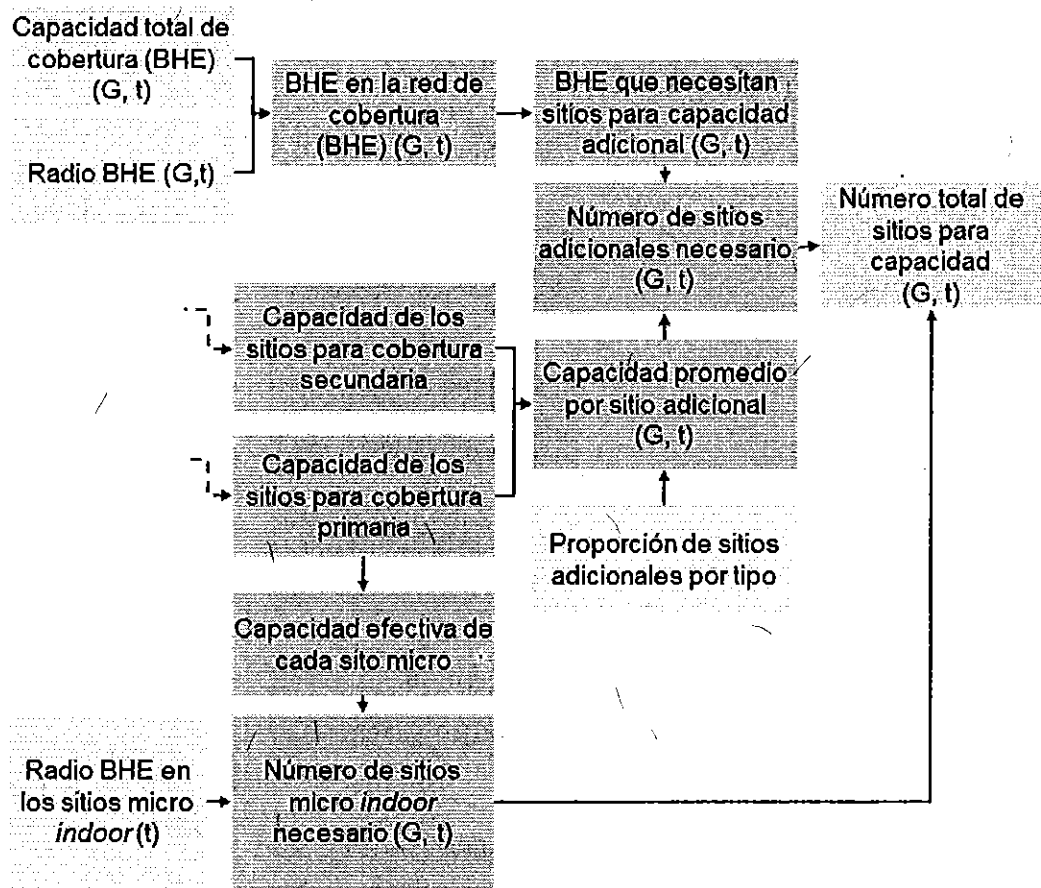 Capacidad total de
cobertura (BHE)
(G, t)
Radio BHE (G,t)
BHE en la red de
cobertura
(BHE) (G, t)
BHE que necesitan
sitios para capacidad
adicional (G, t)
Número de sitios
adicionales necesario
(G, t)
Número total de
sitios para
capacidad
(G, t)
Capacidad de los
sitios para cobertura
secundaria
Capacidad promedio
por sitio adicional
(G, t)
Capacidad de los
sitios para cobertura
primaria
Proporción de sitios
adicionales por tipo
Capacidad efectiva de
cada sito micro
Radio BHE en
los sitios micro
indoor (t)
Número de sitios
micro indoor
necesario (G, t)